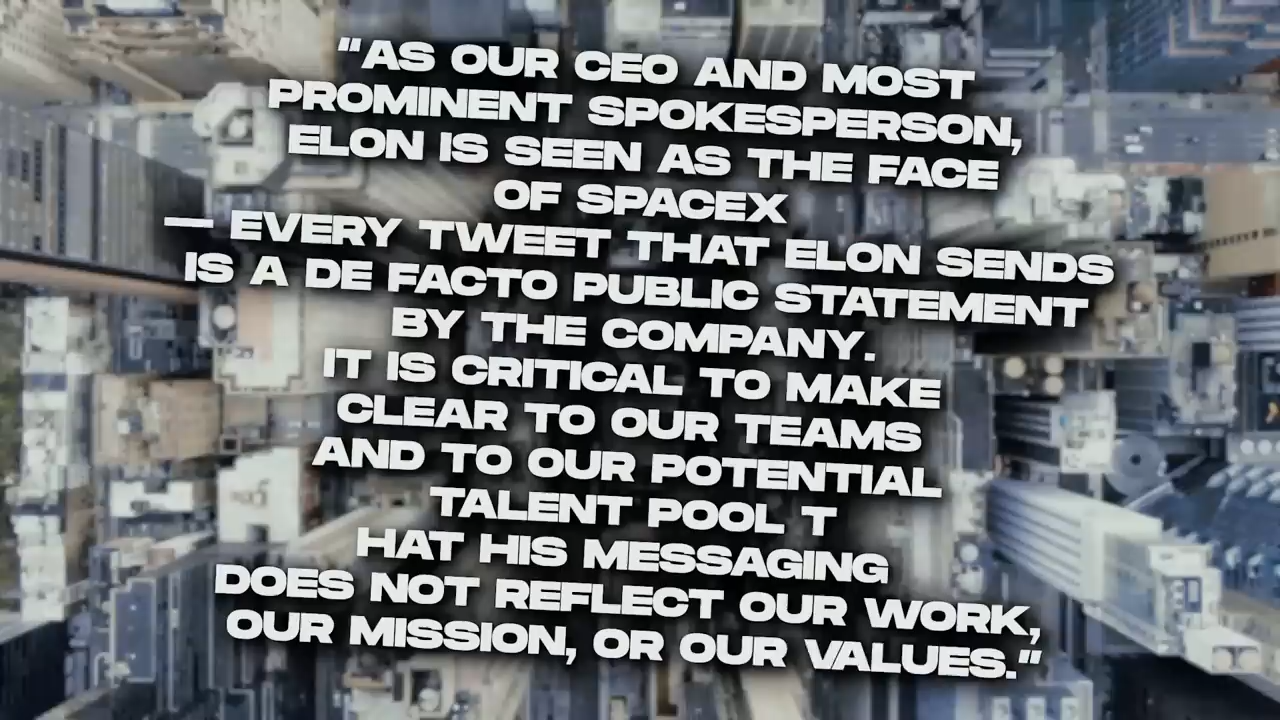 "AS OUR CEO AND MOST
PROMINENT SPOKESPERSON,
ELON IS SEEN AS THE FACE
OF SPACEX
— EVERY TWEET THAT ELON SENDS
IS A DE FACTO PUBLIC STATEMENT
BY THE COMPANY.
IT IS CRITICAL TO MAKE
CLEAR TO OUR TEAMS
AND TO OUR POTENTIAL
TALENT POOL T
HAT HIS MESSAGING
DOES NOT REFLECT OUR WORK,
OUR MISSION, OR OUR VALUES."